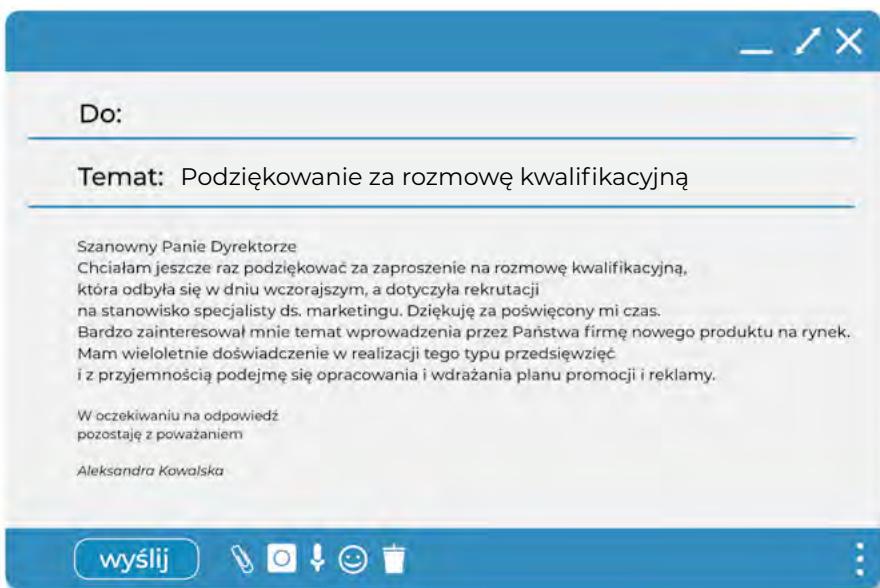 Do:
Temat: Podziękowanie za rozmowę kwalifikacyjną
Szanowny Panie Dyrektorze
Chciałam jeszcze raz podziękować za zaproszenie na rozmowę kwalifikacyjną,
która odbyła się w dniu wczorajszym, a dotyczyła rekrutacji
na stanowisko specjalisty ds. marketingu. Dziękuję za poświęcony mi czas.
Bardzo zainteresował mnie temat wprowadzenia przez Państwa firmę nowego produktu na rynek.
Mam wieloletnie doświadczenie w realizacji tego typu przedsięwzięć
i z przyjemnością podejmę się opracowania i wdrażania planu promocji i reklamy.
W oczekiwaniu na odpowiedź
pozostaję z poważaniem
Aleksandra Kowalska
wyślij